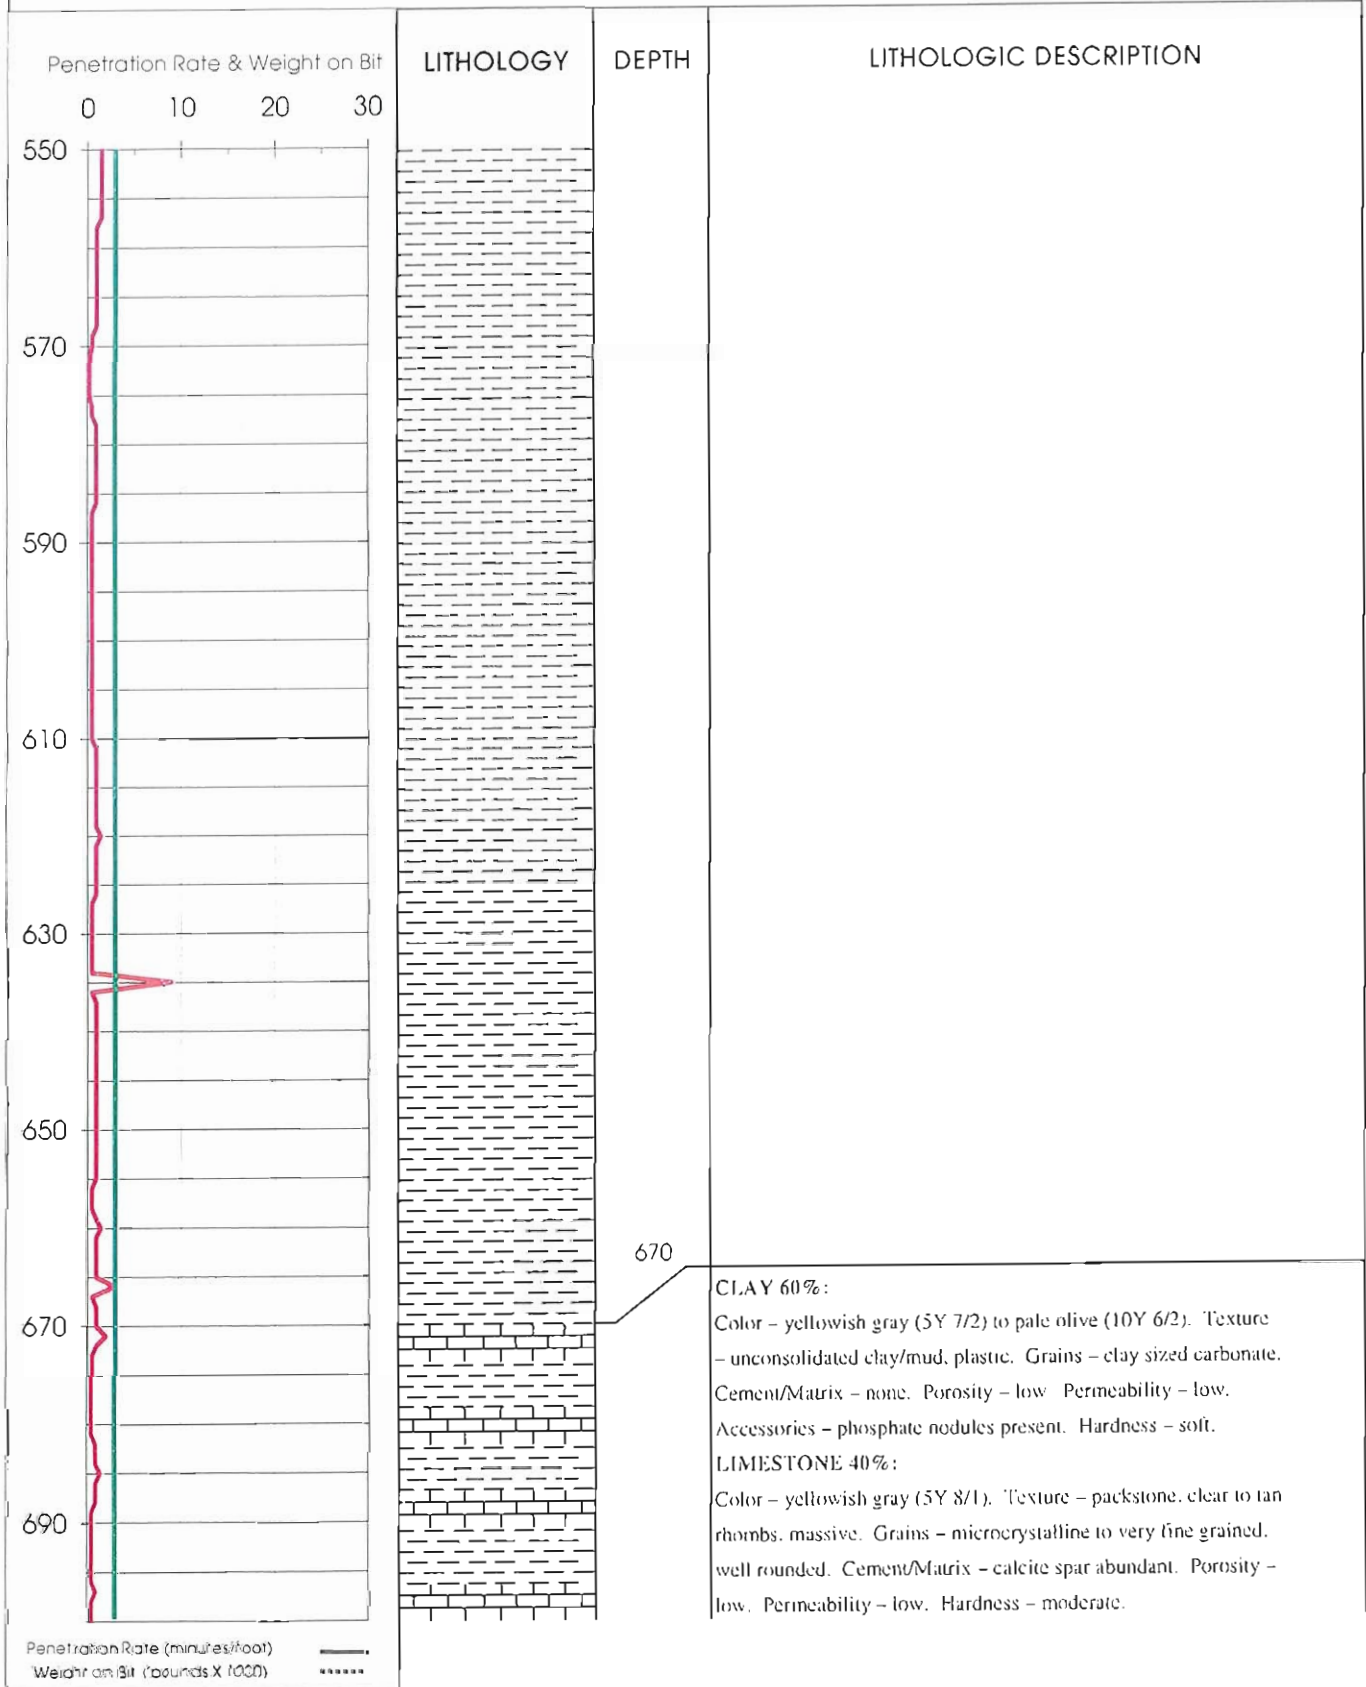 Penetration Rate & Weight on Bit
LITHOLOGY
DEPTH
LITHOLOGIC DESCRIPTION
0 10 20 30
550
570
590
610
630
650
670
690
670
CLAY 60%:
Color – yellowish gray (5Y 7/2) to pale olive (10Y 6/2). Texture
– unconsolidated clay/mud, plastic. Grains – clay sized carbonate.
Cement/Matrix – none. Porosity – low Permeability – low.
Accessories – phosphate nodules present. Hardness – soft.
LIMESTONE 40%:
Color – yellowish gray (5Y 8/1). Texture – packstone, clear to tan
rhombs, massive. Grains – microcrystalline to very fine grained,
well rounded. Cement/Matrix – calcite spar abundant. Porosity –
low. Permeability – low. Hardness – moderate.
Penetration Rate (minutes/foot)
Weight on Bit (pounds X 1000)